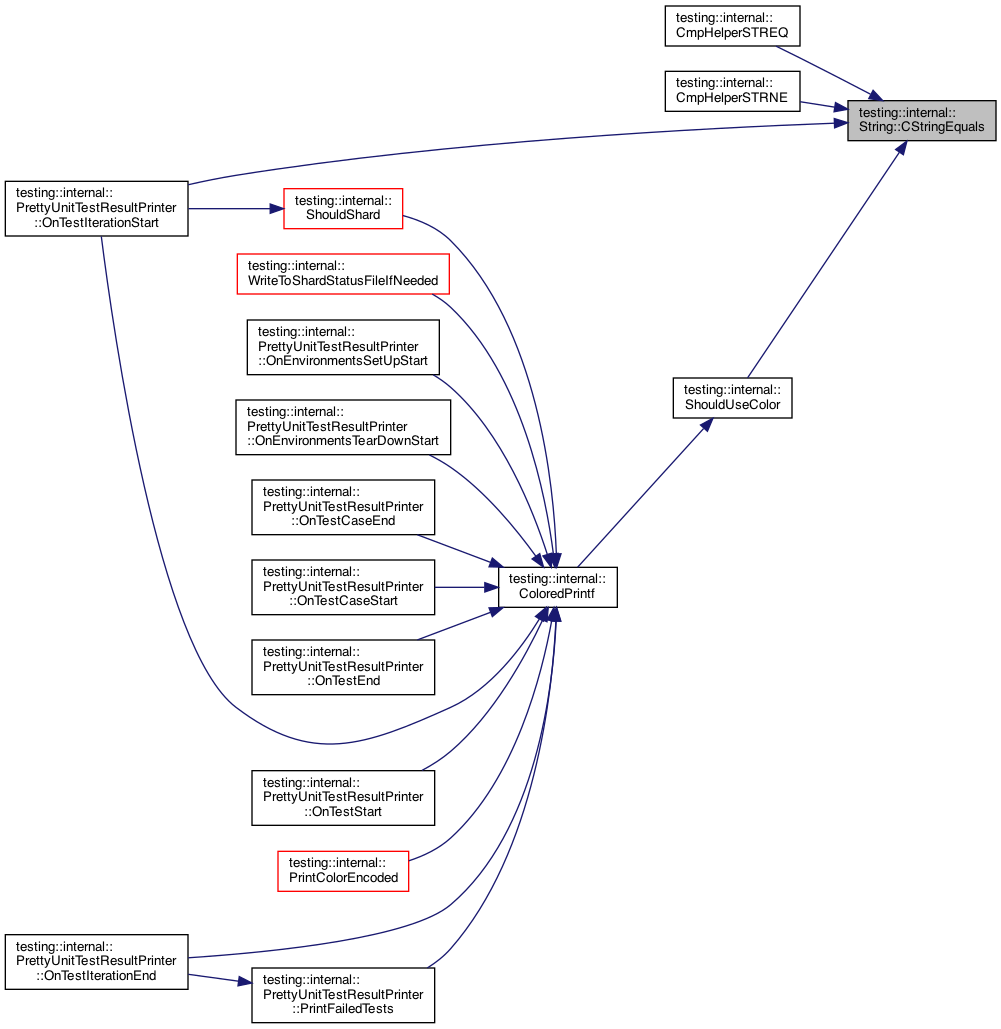 testing::internal::
CmpHelperSTREQ
testing::internal::
CmpHelperSTRNE
testing::internal::
String::CStringEquals
testing::internal::
PrettyUnitTestResultPrinter
::OnTestIterationStart
testing::internal::
ShouldShard
testing::internal::
WriteToShardStatusFileIfNeeded
testing::internal::
PrettyUnitTestResultPrinter
::OnEnvironmentsSetUpStart
testing::internal::
ShouldUseColor
testing::internal::
PrettyUnitTestResultPrinter
::OnEnvironmentsTearDownStart
testing::internal::
PrettyUnitTestResultPrinter
::OnTestCaseEnd
testing::internal::
PrettyUnitTestResultPrinter
::OnTestCaseStart
testing::internal::
ColoredPrintf
testing::internal::
PrettyUnitTestResultPrinter
::OnTestEnd
testing::internal::
PrettyUnitTestResultPrinter
::OnTestStart
testing::internal::
PrintColorEncoded
testing::internal::
PrettyUnitTestResultPrinter
::OnTestIterationEnd
testing::internal::
PrettyUnitTestResultPrinter
::PrintFailedTests